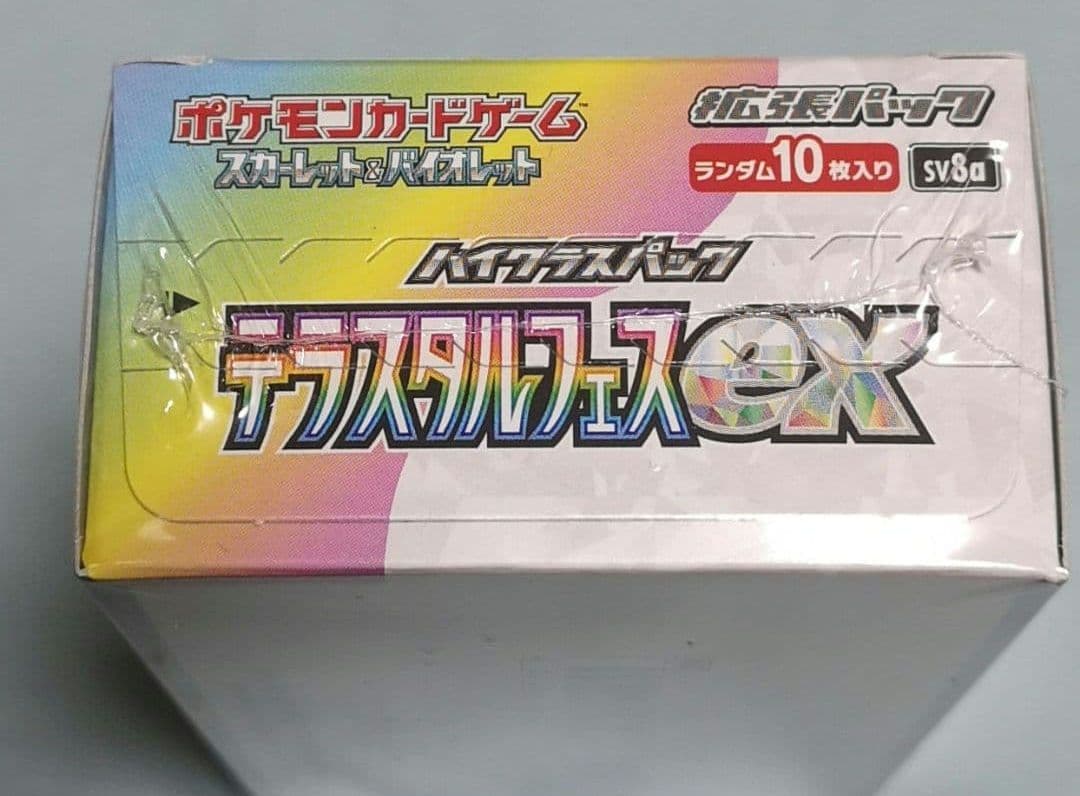 ポケモンカードゲーム™
スカーレット&バイオレット
拡張パック
ランダム10枚入り SV8a
ハイクラスパック
テラスタルフェスex